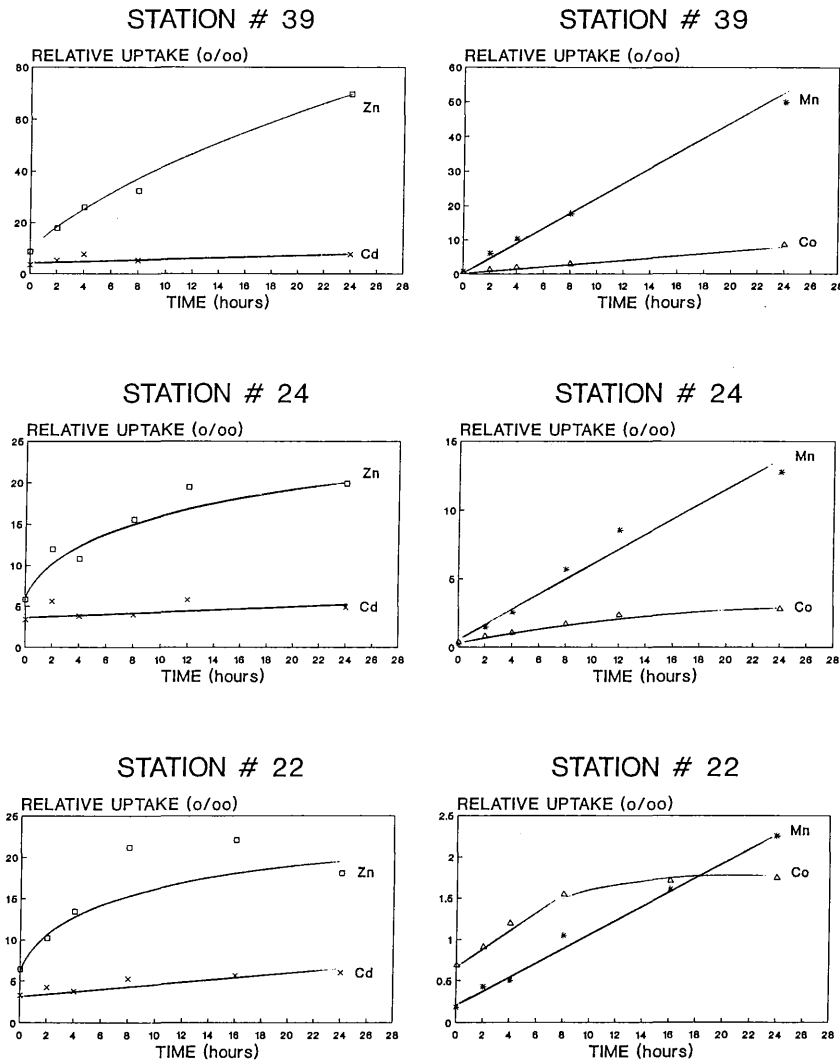 STATION # 39
RELATIVE UPTAKE (o/oo)
80
60
40
20
0
Zn
Cd
0 2 4 6 8 10 12 14 16 18 20 22 24 26 28
TIME (hours)
STATION # 39
RELATIVE UPTAKE (o/oo)
60
50
40
30
20
10
0
Mn
Co
0 2 4 6 8 10 12 14 16 18 20 22 24 26 28
TIME (hours)
STATION # 24
RELATIVE UPTAKE (o/oo)
25
20
15
10
5
0
Zn
Cd
0 2 4 6 8 10 12 14 16 18 20 22 24 26 28
TIME (hours)
STATION # 24
RELATIVE UPTAKE (o/oo)
15
10
5
0
Mn
Co
0 2 4 6 8 10 12 14 16 18 20 22 24 26 28
TIME (hours)
STATION # 22
RELATIVE UPTAKE (o/oo)
25
20
15
10
5
0
Zn
Cd
0 2 4 6 8 10 12 14 16 18 20 22 24 26 28
TIME (hours)
STATION # 22
RELATIVE UPTAKE (o/oo)
2.5
2
1.5
1
0.5
0
Mn
Co
0 2 4 6 8 10 12 14 16 18 20 22 24 26 28
TIME (hours)